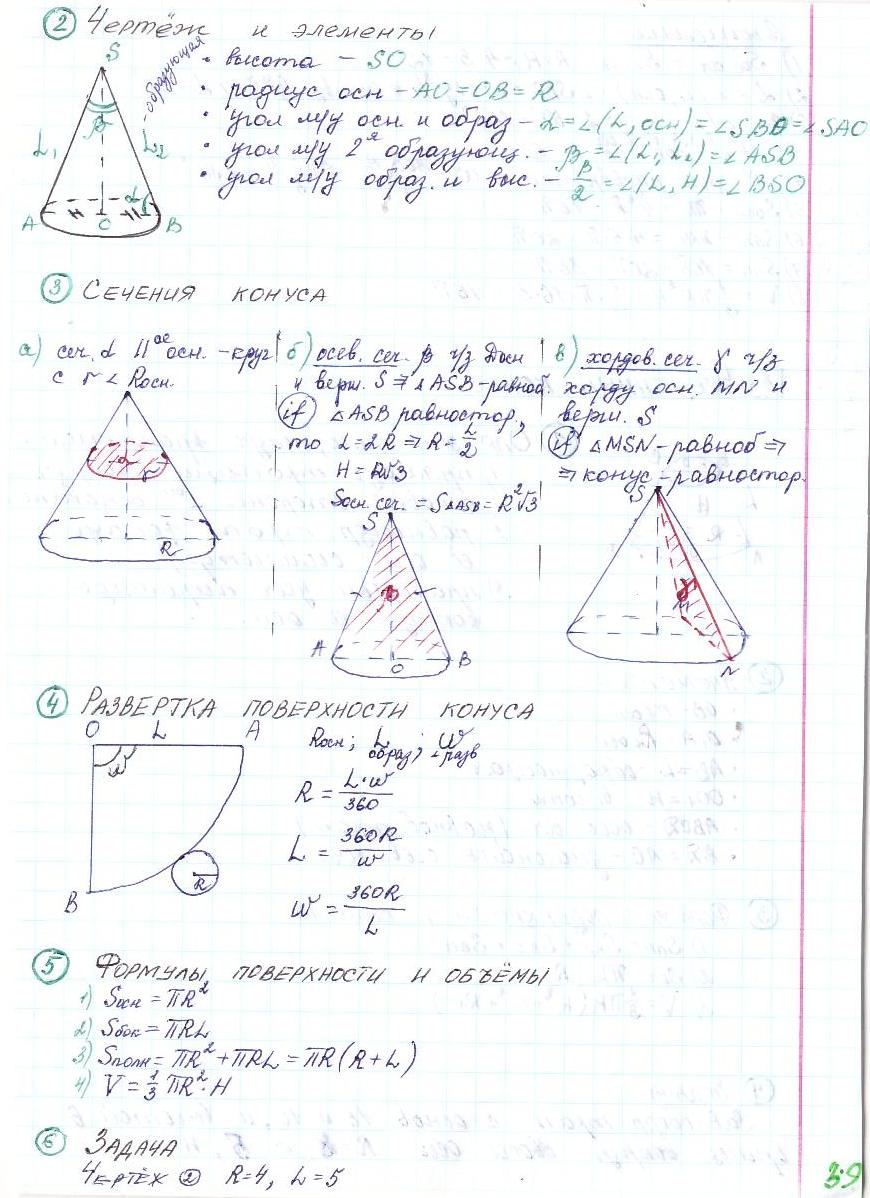 ② Чертёж и элементы
S
образующая
• высота – SO
• радиус осн – AO = OB = R
• угол м/у осн. и образ – α = ∠(L, осн) = ∠SBO = ∠SAO
• угол м/у 2я образующ. – β = ∠(L₁ L₂) = ∠ASB
• угол м/у образ. и выс. – β/2 = ∠(L, H) = ∠BSO
β
L₁ L₂
α
A O B
③ Сечения конуса
а) сеч. α ||ое осн. – круг
с r < Rосн.
α
r
R
б) осев. сеч. β ч/з Dосн
и верш. S ⇒ △ASB – равноб
if △ASB равностор.,
то L = 2R ⇒ R = L/2
H = R√3
Sосн. сеч. = S△ASB = R²√3
S
β
A O B
в) хордов. сеч. γ ч/з
хорду осн. MN и
верш. S
if △MSN – равноб ⇒
⇒ конус – равностор.
S
γ
M
N
④ Развертка поверхности конуса
O L A
w
B
R
Rосн; L образ; w ∠разв
R = L·w/360
L = 360R/w
w = 360R/L
⑤ Формулы поверхности и объёмы
1) Sосн = πR²
2) Sбок = πRL
3) Sполн = πR² + πRL = πR(R + L)
4) V = 1/3 πR²·H
⑥ Задача
Чертёж ② R=4, L=5
39